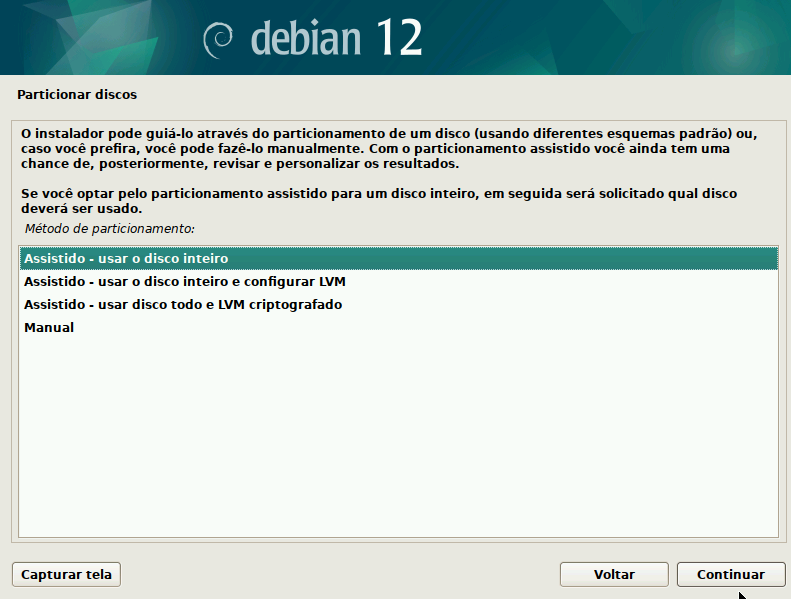 debian 12
Particionar discos
O instalador pode guiá-lo através do particionamento de um disco (usando diferentes esquemas padrão) ou,
caso você prefira, você pode fazê-lo manualmente. Com o particionamento assistido você ainda tem uma
chance de, posteriormente, revisar e personalizar os resultados.
Se você optar pelo particionamento assistido para um disco inteiro, em seguida será solicitado qual disco
deverá ser usado.
Método de particionamento:
Assistido - usar o disco inteiro
Assistido - usar o disco inteiro e configurar LVM
Assistido - usar disco todo e LVM criptografado
Manual
Capturar tela
Voltar
Continuar